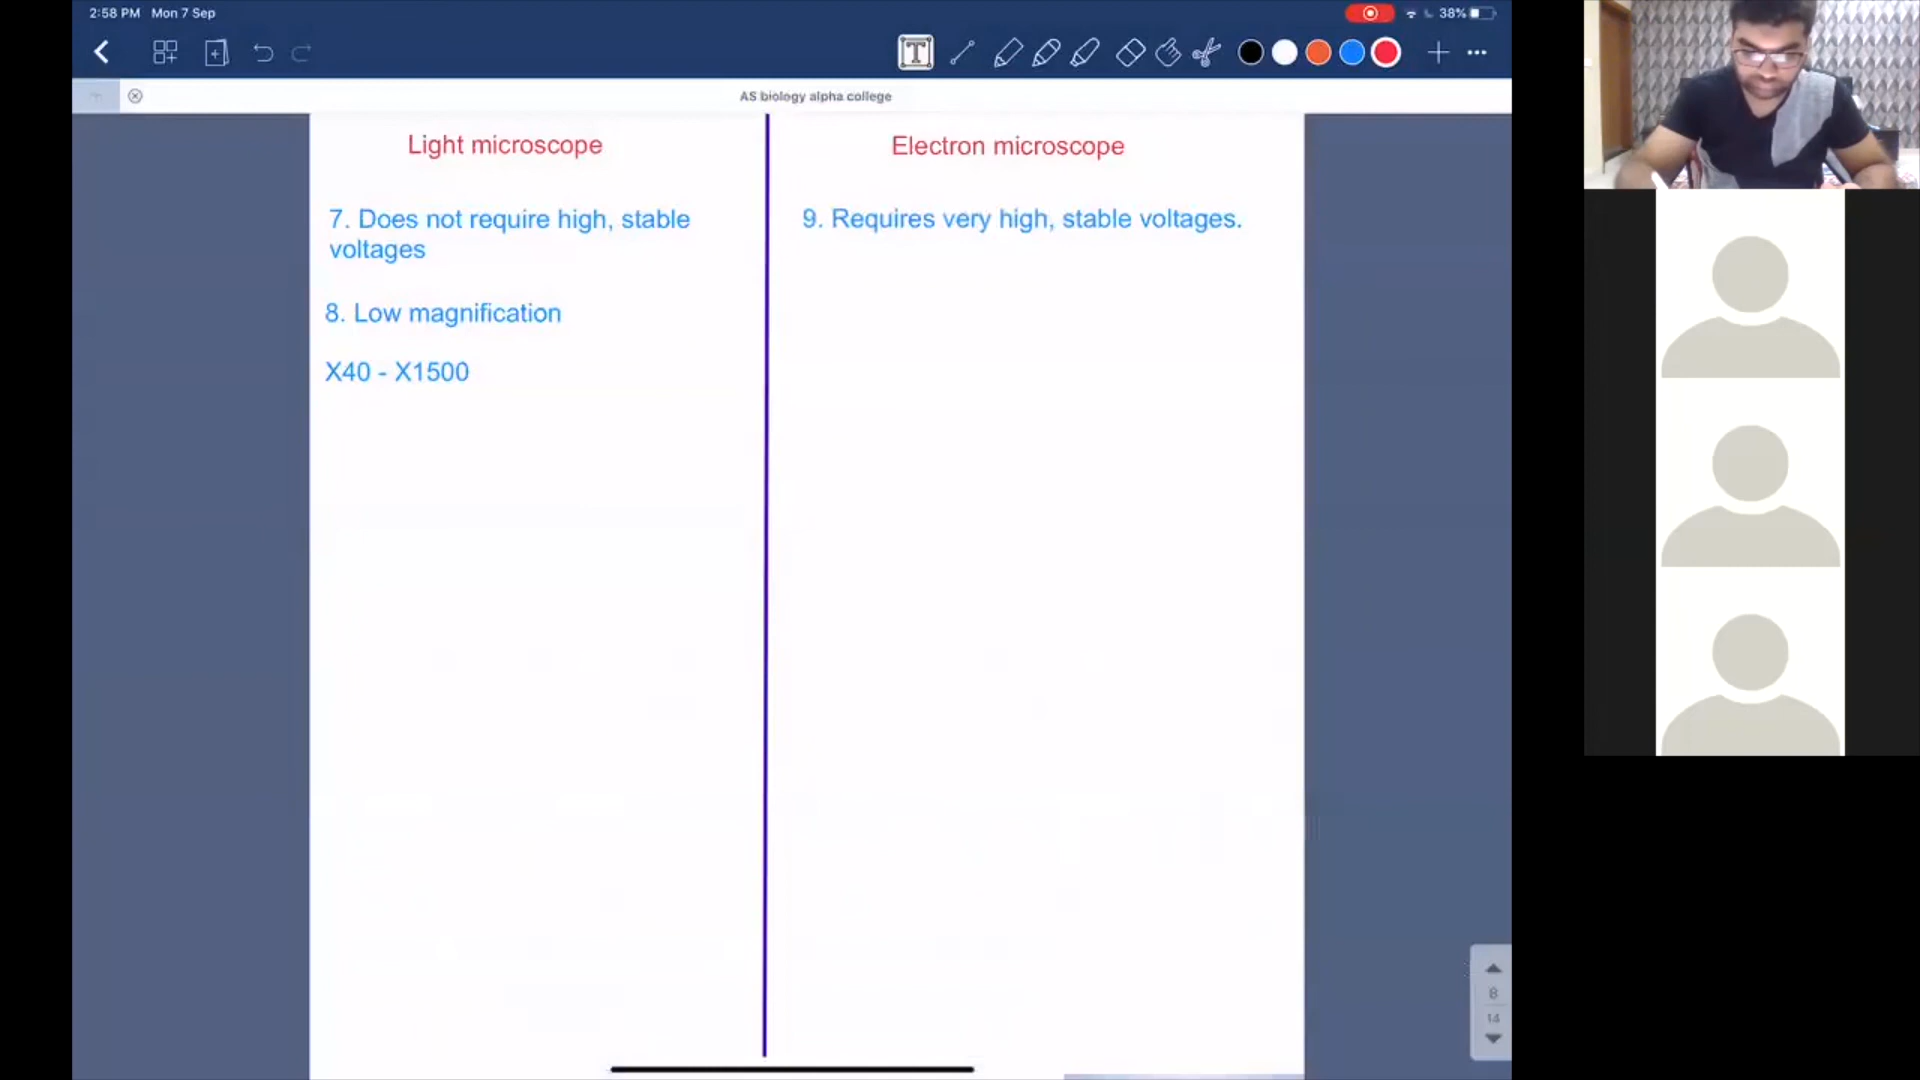 2:58 PM Mon 7 Sep
38%
T
AS biology alpha college
Light microscope
Electron microscope
7. Does not require high, stable
voltages
9. Requires very high, stable voltages.
8. Low magnification
X40 - X1500
8
14